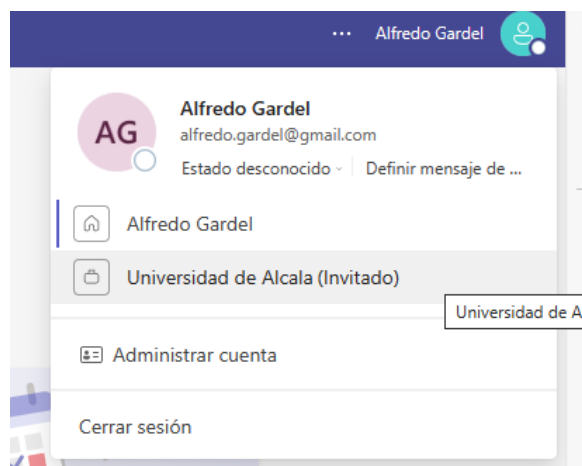 ··· Alfredo Gardel
AG
Alfredo Gardel
alfredo.gardel@gmail.com
Estado desconocido Definir mensaje de ...
Alfredo Gardel
Universidad de Alcala (Invitado)
Universidad de A
Administrar cuenta
Cerrar sesión